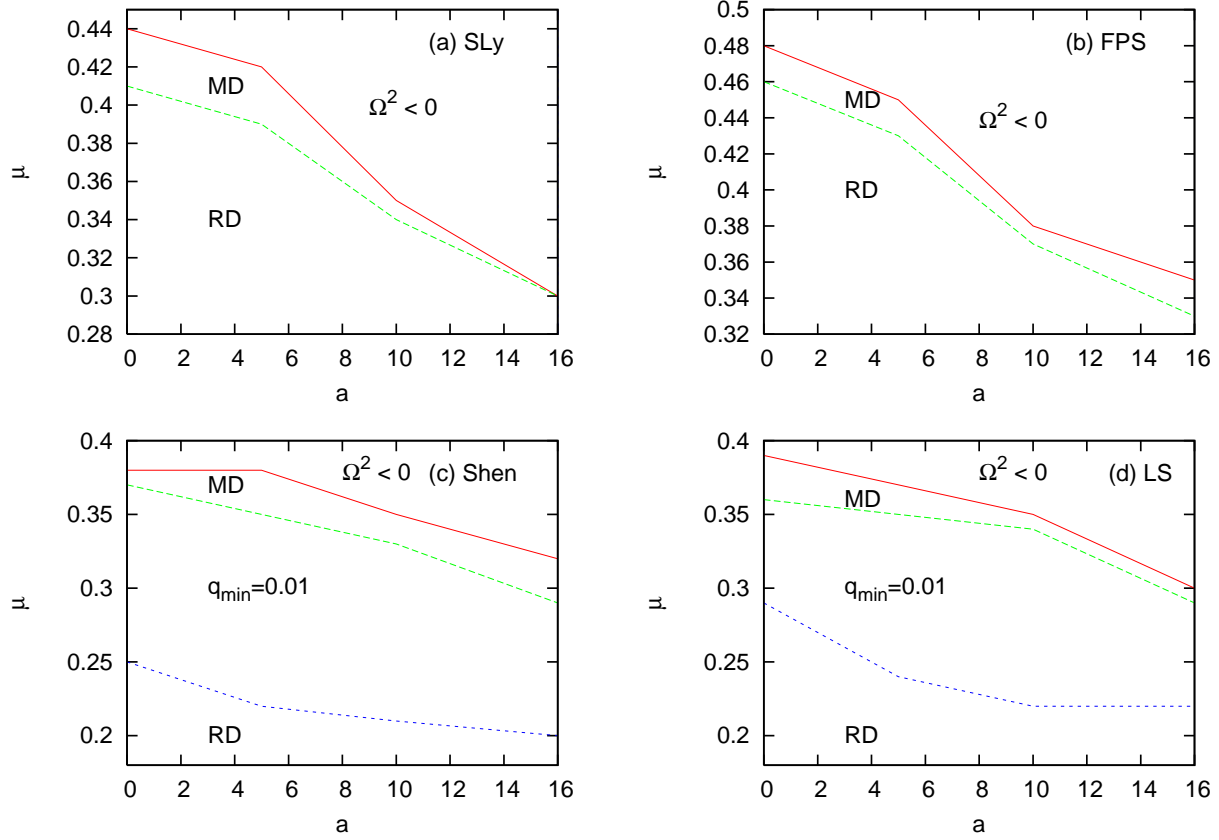 (a) SLy
MD
Ω² < 0
RD
μ
0.44
0.42
0.4
0.38
0.36
0.34
0.32
0.3
0.28
0 2 4 6 8 10 12 14 16
a
(b) FPS
MD
Ω² < 0
RD
μ
0.5
0.48
0.46
0.44
0.42
0.4
0.38
0.36
0.34
0.32
0 2 4 6 8 10 12 14 16
a
Ω² < 0 (c) Shen
MD
q_min=0.01
RD
μ
0.4
0.35
0.3
0.25
0.2
0 2 4 6 8 10 12 14 16
a
Ω² < 0 (d) LS
MD
q_min=0.01
RD
μ
0.4
0.35
0.3
0.25
0.2
0 2 4 6 8 10 12 14 16
a